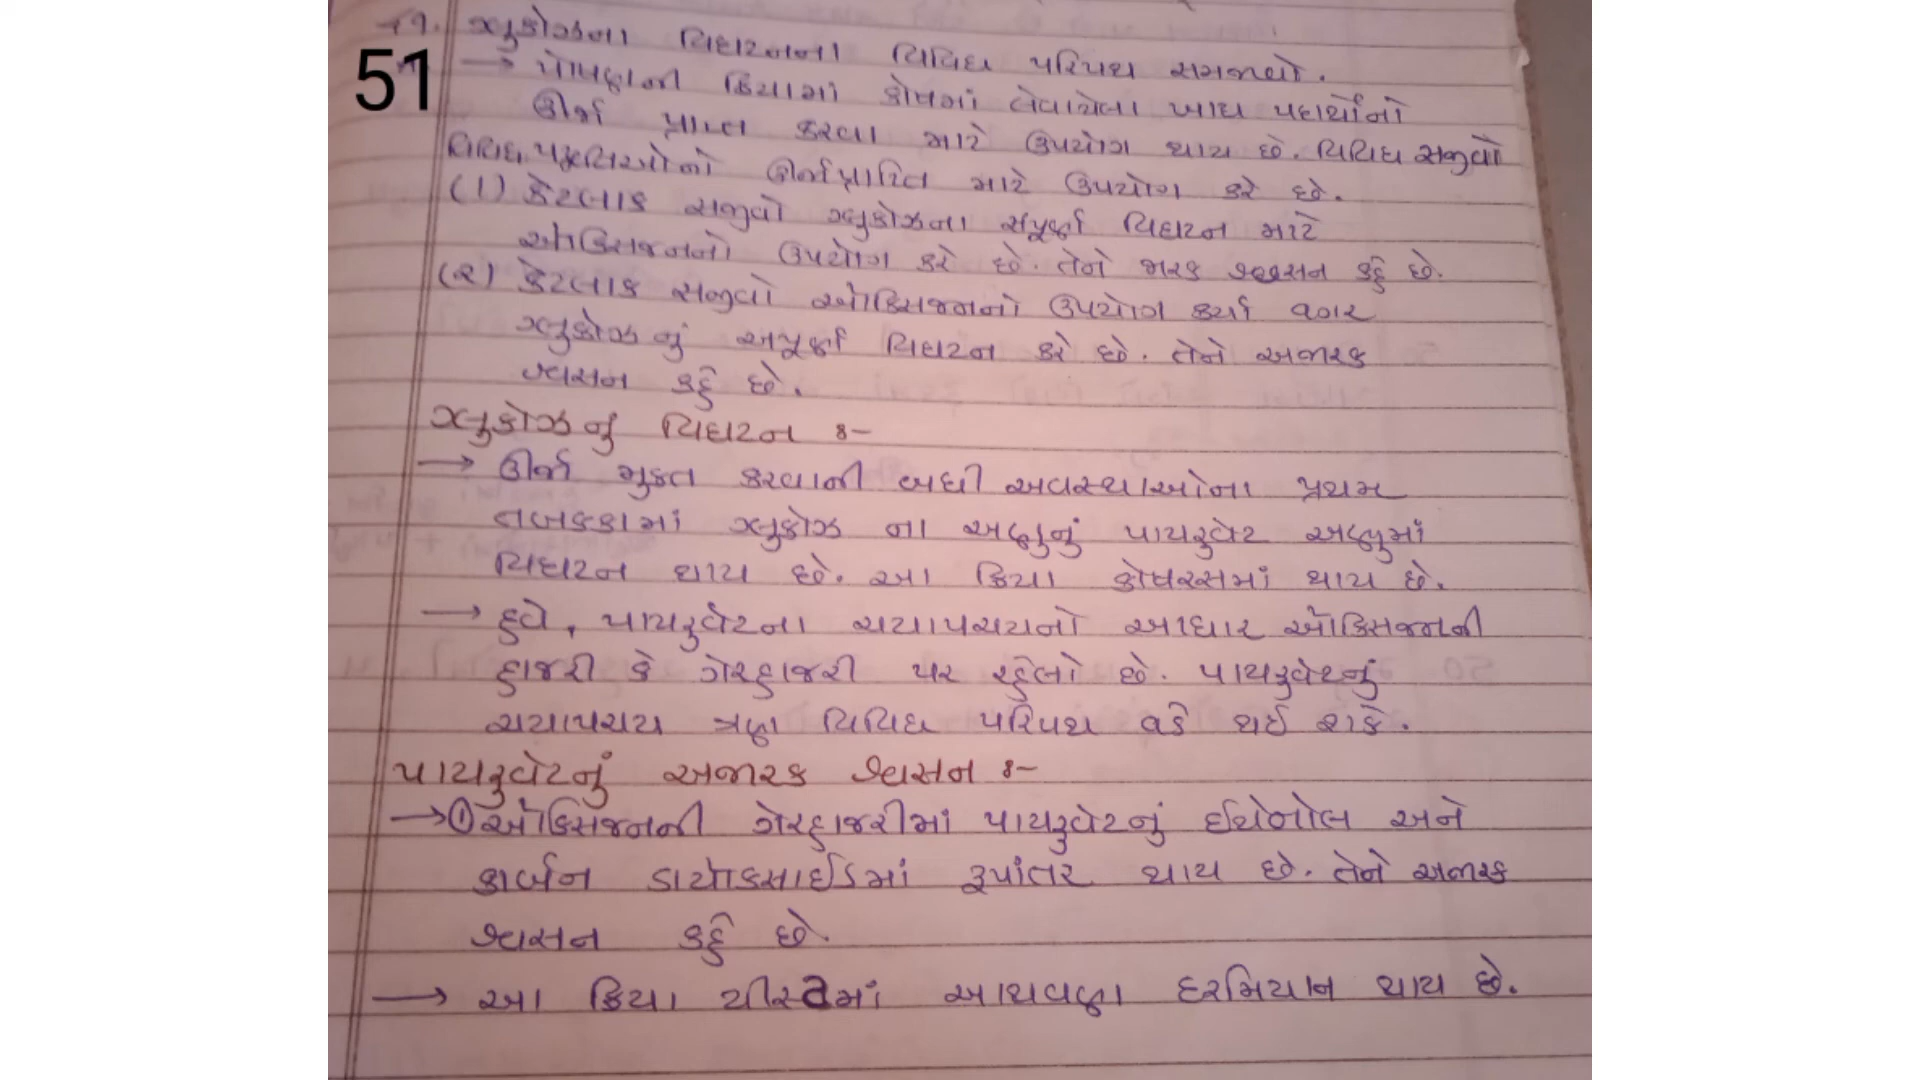 49. ગ્લુકોઝના વિઘટનના વિવિધ પરિપથ સમજાવો.
51
→ પોષણની ક્રિયામાં કોષમાં લેવાયેલા ખાદ્ય પદાર્થોનો
ઊર્જા પ્રાપ્ત કરવા માટે ઉપયોગ થાય છે. વિવિધ સજીવો
વિવિધ પદ્ધતિઓનો ઊર્જાપ્રાપ્તિ માટે ઉપયોગ કરે છે.
(1) કેટલાક સજીવો ગ્લુકોઝના સંપૂર્ણ વિઘટન માટે
ઓક્સિજનનો ઉપયોગ કરે છે. તેને જારક શ્વસન કહે છે.
(૨) કેટલાક સજીવો ઓક્સિજનનો ઉપયોગ કર્યા વગર
ગ્લુકોઝ નું અપૂર્ણ વિઘટન કરે છે. તેને અજારક
શ્વસન કહે છે.
ગ્લુકોઝનું વિઘટન :-
→ ઊર્જા મુક્ત કરવાની બધી અવસ્થાઓના પ્રથમ
તબક્કામાં ગ્લુકોઝ ના અણુનું પાયરુવેટ અણુમાં
વિઘટન થાય છે. આ ક્રિયા કોષરસમાં થાય છે.
→ હવે, પાયરુવેટના ચયાપચયનો આધાર ઓક્સિજનની
હાજરી કે ગેરહાજરી પર રહેલો છે. પાયરુવેટનું
ચયાપચય ત્રણ વિવિધ પરિપથ વડે થઈ શકે.
પાયરુવેટનું અજારક શ્વસન :-
→ ① ઓક્સિજનની ગેરહાજરીમાં પાયરુવેટનું ઈથેનોલ અને
કાર્બન ડાયોક્સાઈડમાં રૂપાંતર થાય છે. તેને અજારક
શ્વસન કહે છે.
→ આ ક્રિયા યીસ્ટમાં આથવણ દરમિયાન થાય છે.